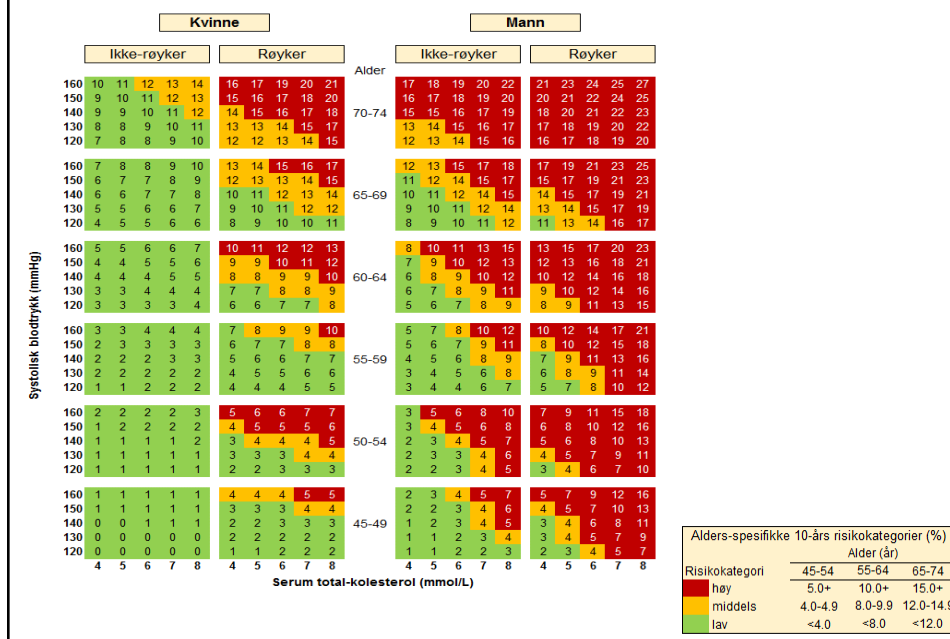 Kvinne Mann
Ikke-røyker Røyker Ikke-røyker Røyker
Alder
160 10 11 12 13 14 16 17 19 20 21 17 18 19 20 22 21 23 24 25 27
150 9 10 11 12 13 15 16 17 18 20 16 17 18 19 20 20 21 22 24 25
140 9 9 10 11 12 14 15 16 17 18 70-74 15 15 16 17 19 18 20 21 22 23
130 8 8 9 10 11 13 13 14 15 17 13 14 15 16 17 17 18 19 20 22
120 7 8 8 9 10 12 12 13 14 15 12 13 14 15 16 16 17 18 19 20
160 7 8 8 9 10 13 14 15 16 17 12 13 15 17 18 17 19 21 23 25
150 6 7 7 8 9 12 13 13 14 15 11 12 14 15 17 15 17 19 21 23
140 6 6 7 7 8 10 11 12 13 14 65-69 10 11 12 14 15 14 15 17 19 21
130 5 5 6 6 7 9 10 11 12 12 9 10 11 12 14 13 14 15 17 19
120 4 5 5 6 6 8 9 10 10 11 8 9 10 11 12 11 13 14 16 17
160 5 5 6 6 7 10 11 12 12 13 8 10 11 13 15 13 15 17 20 23
150 4 4 5 5 6 9 9 10 11 12 7 9 10 12 13 12 13 16 18 21
140 4 4 4 5 5 8 8 9 9 10 60-64 6 8 9 10 12 10 12 14 16 18
130 3 3 4 4 4 7 7 8 8 9 6 7 8 9 11 9 10 12 14 16
120 3 3 3 3 4 6 6 7 7 8 5 6 7 8 9 8 9 11 13 15
160 3 3 4 4 4 7 8 9 9 10 5 7 8 10 12 10 12 14 17 21
150 2 3 3 3 3 6 7 7 8 8 5 6 7 9 11 8 10 12 15 18
140 2 2 2 3 3 5 6 6 7 7 55-59 4 5 6 8 9 7 9 11 13 16
130 2 2 2 2 2 4 5 5 6 6 3 4 5 6 8 6 8 9 11 14
120 1 1 2 2 2 4 4 4 5 5 3 4 4 6 7 5 7 8 10 12
160 2 2 2 2 3 5 6 6 7 7 3 5 6 8 10 7 9 11 15 18
150 1 2 2 2 2 4 5 5 5 6 3 4 5 6 8 6 8 10 12 16
140 1 1 1 1 2 3 4 4 4 5 50-54 2 3 4 5 7 5 6 8 10 13
130 1 1 1 1 1 3 3 3 4 4 2 2 3 4 6 4 5 7 9 11
120 1 1 1 1 1 2 2 3 3 3 2 2 3 4 5 3 4 6 7 10
160 1 1 1 1 1 4 4 4 5 5 2 3 4 5 7 5 7 9 12 16
150 1 1 1 1 1 3 3 3 4 4 2 2 3 4 6 4 5 7 10 13
140 0 0 1 1 1 2 2 3 3 3 45-49 1 2 3 4 5 3 4 6 8 11
130 0 0 0 0 0 2 2 2 2 3 1 1 2 3 4 3 4 5 7 9
120 0 0 0 0 0 1 1 2 2 2 1 1 2 2 3 2 3 4 5 7
4 5 6 7 8 4 5 6 7 8 4 5 6 7 8 4 5 6 7 8
Serum total-kolesterol (mmol/L)
Systolisk blodtrykk (mmHg)
Alders-spesifikke 10-års risikokategorier (%)
Alder (år)
Risikokategori 45-54 55-64 65-74
høy 5.0+ 10.0+ 15.0+
middels 4.0-4.9 8.0-9.9 12.0-14.9
lav <4.0 <8.0 <12.0